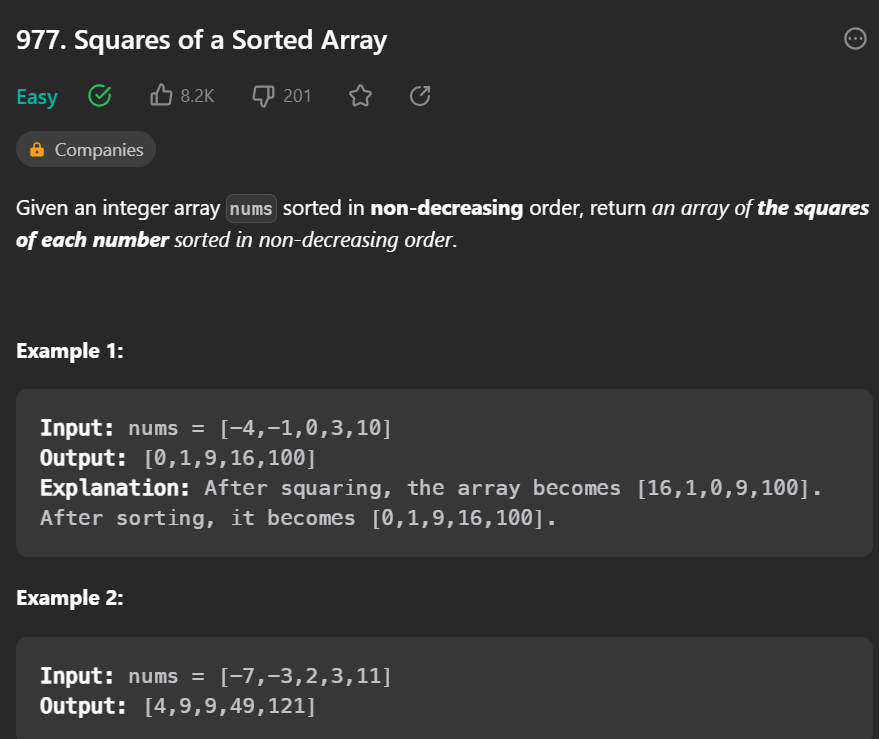 977. Squares of a Sorted Array
Easy 8.2K 201
Companies
Given an integer array nums sorted in non-decreasing order, return an array of the squares
of each number sorted in non-decreasing order.
Example 1:
Input: nums = [-4,-1,0,3,10]
Output: [0,1,9,16,100]
Explanation: After squaring, the array becomes [16,1,0,9,100].
After sorting, it becomes [0,1,9,16,100].
Example 2:
Input: nums = [-7,-3,2,3,11]
Output: [4,9,9,49,121]